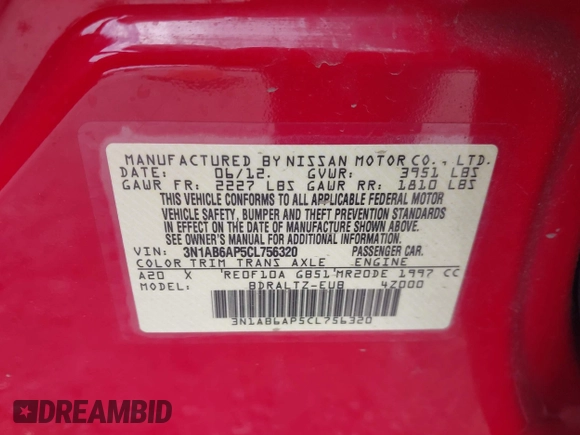 MANUFACTURED BY NISSAN MOTOR CO., LTD.
DATE: 06/12. GVWR: 3951 LBS
GAWR FR: 2227 LBS GAWR RR: 1810 LBS
THIS VEHICLE CONFORMS TO ALL APPLICABLE FEDERAL MOTOR
VEHICLE SAFETY, BUMPER AND THEFT PREVENTION STANDARDS
IN EFFECT ON THE DATE OF MANUFACTURE SHOWN ABOVE.
SEE OWNER'S MANUAL FOR ADDITIONAL INFORMATION.
VIN: 3N1AB6AP5CL756320 PASSENGER CAR.
COLOR TRIM TRANS AXLE ENGINE
A20 X RE0F10A GB51 MR20DE 1997 CC
MODEL: BDRALTZ-EUB 4Z000
3N1AB6AP5CL756320
DREAMBID